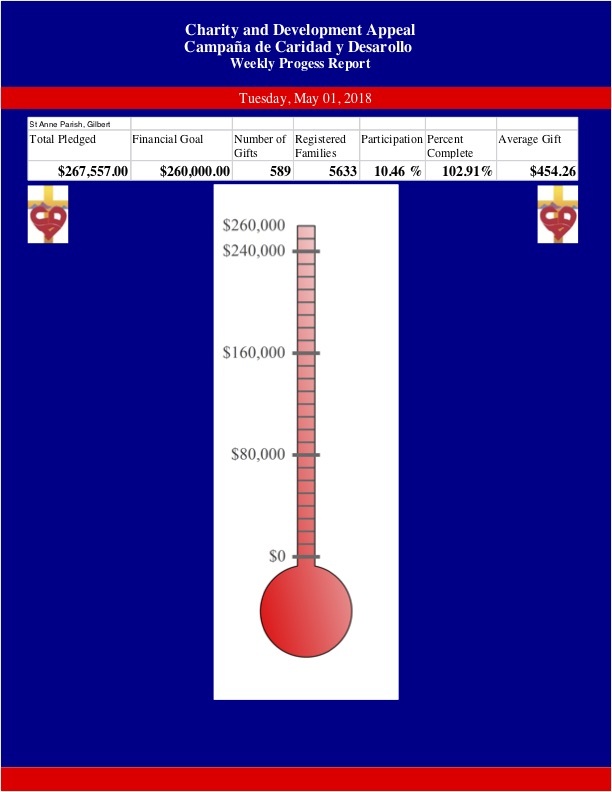 Charity and Development Appeal
Campaña de Caridad y Desarollo
Weekly Progess Report
Tuesday, May 01, 2018
St Anne Parish, Gilbert
Total Pledged Financial Goal Number of Gifts Registered Families Participation Percent Complete Average Gift
$267,557.00 $260,000.00 589 5633 10.46 % 102.91% $454.26
$260,000
$240,000
$160,000
$80,000
$0